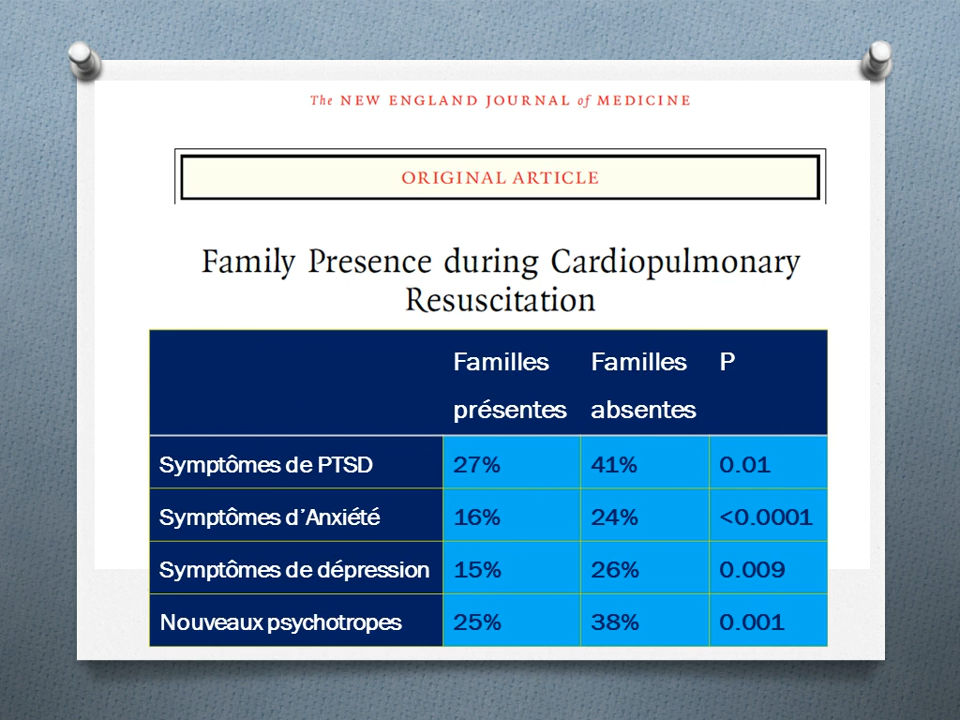 The NEW ENGLAND JOURNAL of MEDICINE
ORIGINAL ARTICLE
Family Presence during Cardiopulmonary
Resuscitation
Familles présentes Familles absentes P
Symptômes de PTSD 27% 41% 0.01
Symptômes d’Anxiété 16% 24% <0.0001
Symptômes de dépression 15% 26% 0.009
Nouveaux psychotropes 25% 38% 0.001